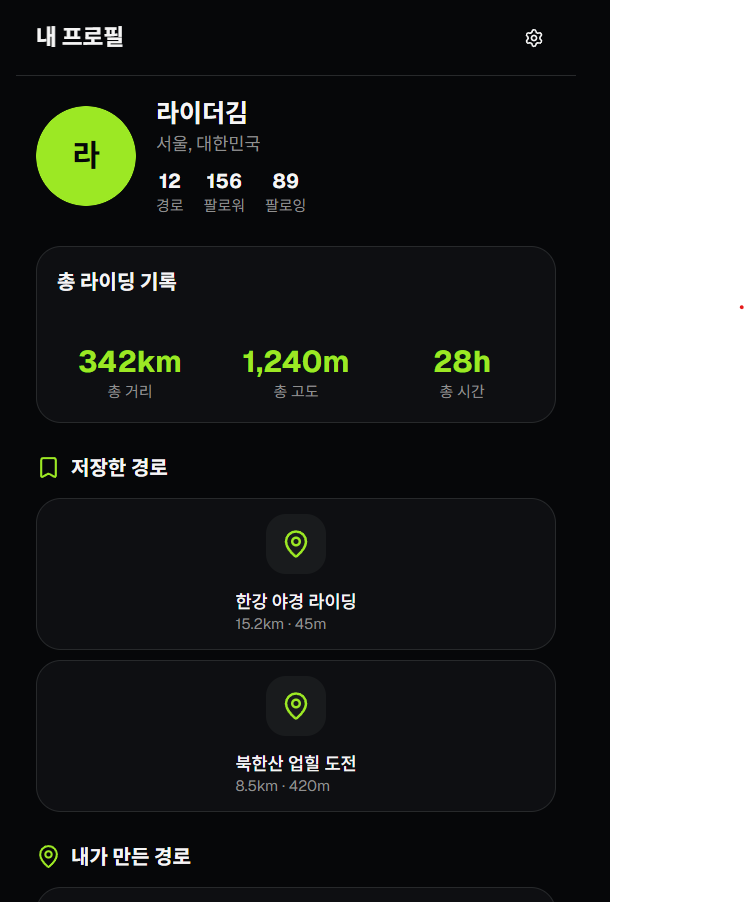 내 프로필
라
라이더김
서울, 대한민국
12 156 89
경로 팔로워 팔로잉
총 라이딩 기록
342km 1,240m 28h
총 거리 총 고도 총 시간
저장한 경로
한강 야경 라이딩
15.2km · 45m
북한산 업힐 도전
8.5km · 420m
내가 만든 경로